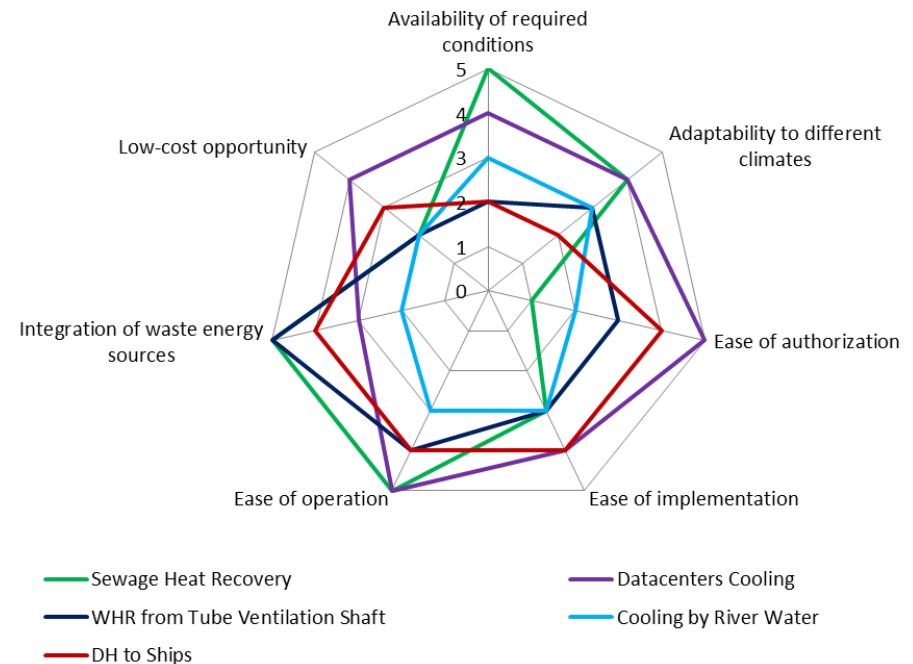 Availability of required
conditions
5
4
3
2
1
0
Low-cost opportunity
Adaptability to different
climates
Integration of waste energy
sources
Ease of authorization
Ease of operation
Ease of implementation
Sewage Heat Recovery
Datacenters Cooling
WHR from Tube Ventilation Shaft
Cooling by River Water
DH to Ships